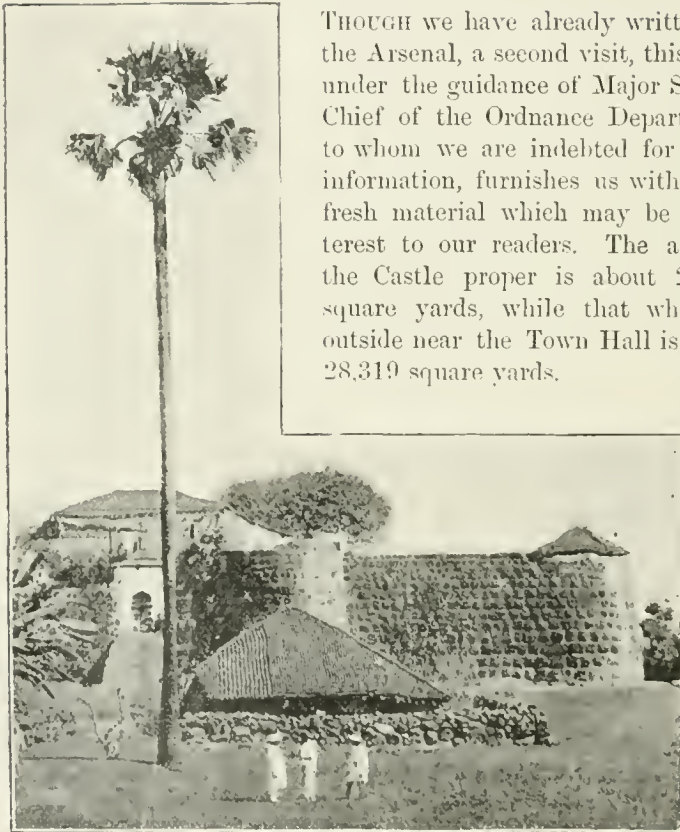 THOUGH we have already writt
the Arsenal, a second visit, this
under the guidance of Major S
Chief of the Ordnance Depart
to whom we are indebted for
information, furnishes us with
fresh material which may be
terest to our readers. The a
the Castle proper is about
square yards, while that wh
outside near the Town Hall is
28,319 square yards.